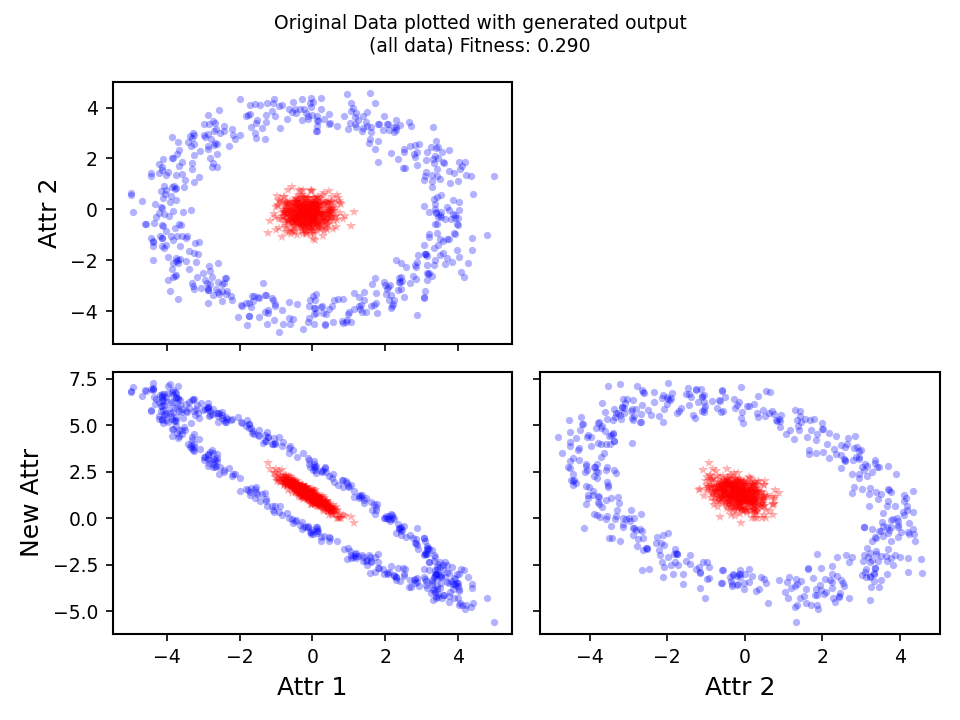 Original Data plotted with generated output
(all data) Fitness: 0.290
4
2
0
−2
−4
Attr 2
7.5
5.0
2.5
0.0
−2.5
−5.0
New Attr
−4 −2 0 2 4
Attr 1
−4 −2 0 2 4
Attr 2